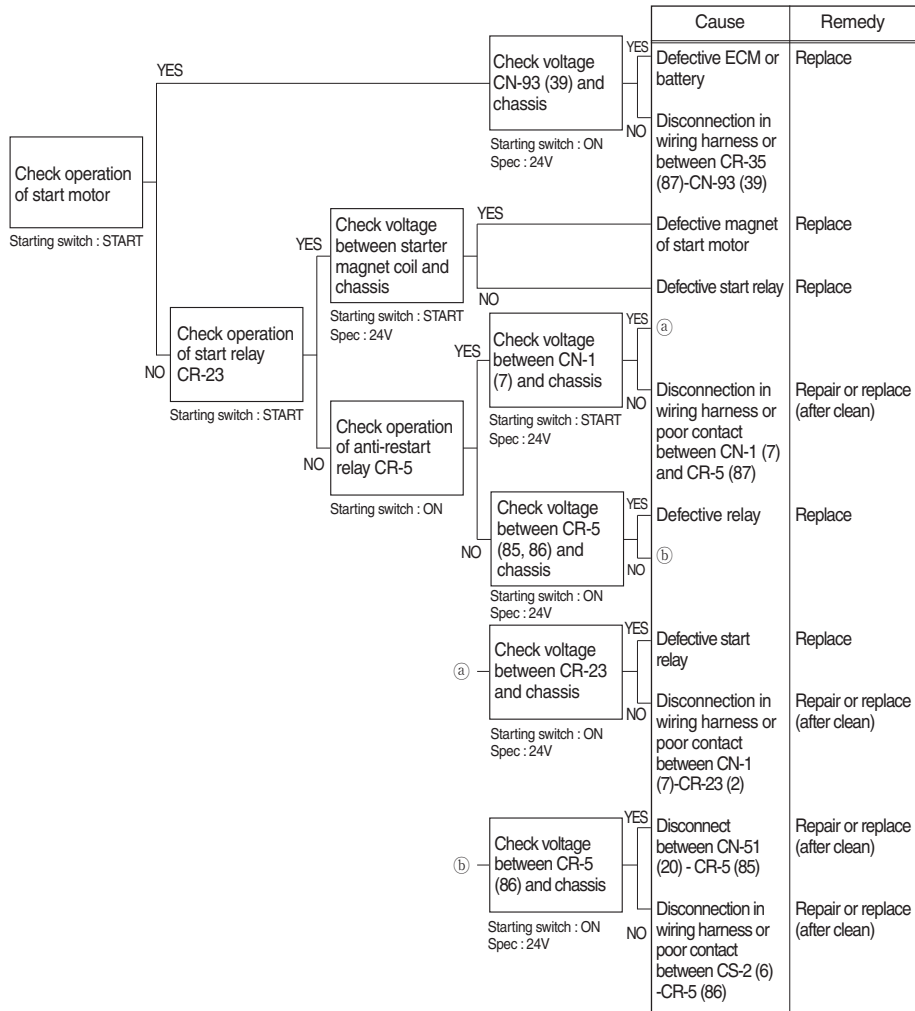 Cause
Remedy
YES
Check voltage
CN-93 (39) and
chassis
Starting switch : ON
Spec : 24V
YES
Defective ECM or
battery
Replace
NO
Disconnection in
wiring harness or
between CR-35
(87)-CN-93 (39)
Check operation
of start motor
Starting switch : START
YES
Check voltage
between starter
magnet coil and
chassis
Starting switch : START
Spec : 24V
YES
Defective magnet
of start motor
Replace
NO
Defective start relay
Replace
NO
Check operation
of start relay
CR-23
Starting switch : START
YES
Check voltage
between CN-1
(7) and chassis
Starting switch : START
Spec : 24V
YES
ⓐ
NO
Disconnection in
wiring harness or
poor contact
between CN-1 (7)
and CR-5 (87)
Repair or replace
(after clean)
NO
Check operation
of anti-restart
relay CR-5
Starting switch : ON
NO
Check voltage
between CR-5
(85, 86) and
chassis
Starting switch : ON
Spec : 24V
YES
Defective relay
Replace
NO
ⓑ
ⓐ
Check voltage
between CR-23
and chassis
Starting switch : ON
Spec : 24V
YES
Defective start
relay
Replace
NO
Disconnection in
wiring harness or
poor contact
between CN-1
(7)-CR-23 (2)
Repair or replace
(after clean)
ⓑ
Check voltage
between CR-5
(86) and chassis
Starting switch : ON
Spec : 24V
YES
Disconnect
between CN-51
(20) - CR-5 (85)
Repair or replace
(after clean)
NO
Disconnection in
wiring harness or
poor contact
between CS-2 (6)
-CR-5 (86)
Repair or replace
(after clean)